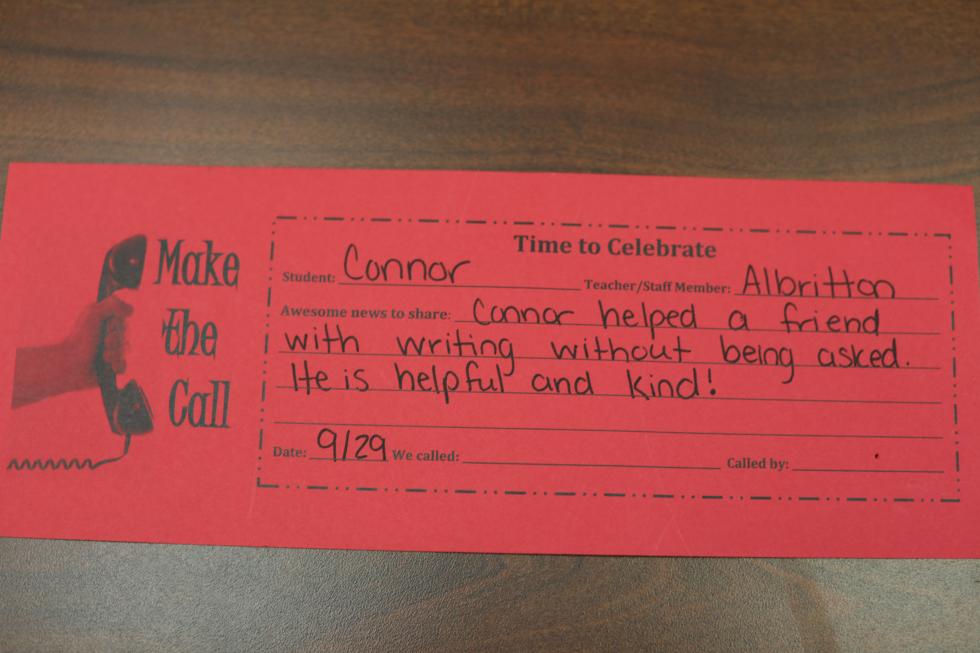 Make
the
Call
Time to Celebrate
Student: Connor Teacher/Staff Member: Albritton
Awesome news to share: Connor helped a friend
with writing without being asked.
He is helpful and kind!
Date: 9/29 We called: Called by: